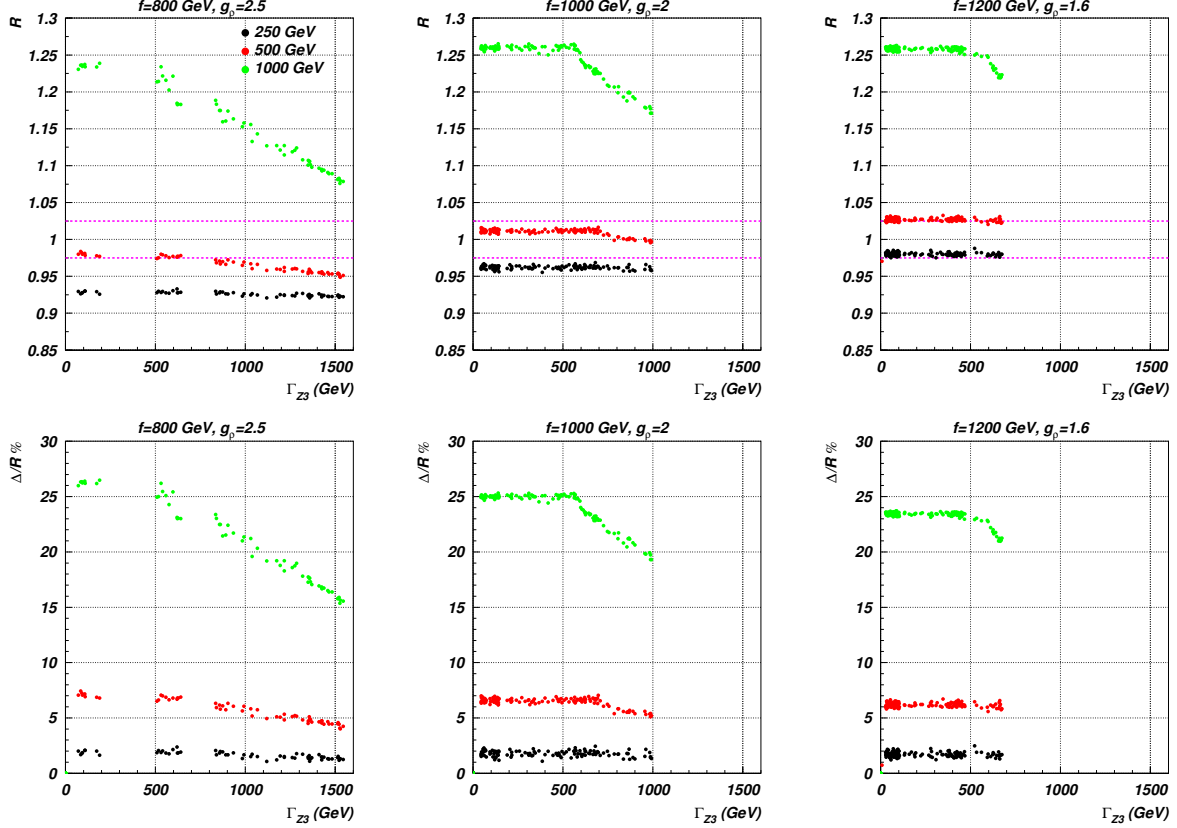 f=800 GeV, gρ=2.5
R
1.3
1.25
1.2
1.15
1.1
1.05
1
0.95
0.9
0.85
250 GeV
500 GeV
1000 GeV
0 500 1000 1500
ΓZ3 (GeV)
f=1000 GeV, gρ=2
R
1.3
1.25
1.2
1.15
1.1
1.05
1
0.95
0.9
0.85
0 500 1000 1500
ΓZ3 (GeV)
f=1200 GeV, gρ=1.6
R
1.3
1.25
1.2
1.15
1.1
1.05
1
0.95
0.9
0.85
0 500 1000 1500
ΓZ3 (GeV)
f=800 GeV, gρ=2.5
Δ/R %
30
25
20
15
10
5
0
0 500 1000 1500
ΓZ3 (GeV)
f=1000 GeV, gρ=2
Δ/R %
30
25
20
15
10
5
0
0 500 1000 1500
ΓZ3 (GeV)
f=1200 GeV, gρ=1.6
Δ/R %
30
25
20
15
10
5
0
0 500 1000 1500
ΓZ3 (GeV)